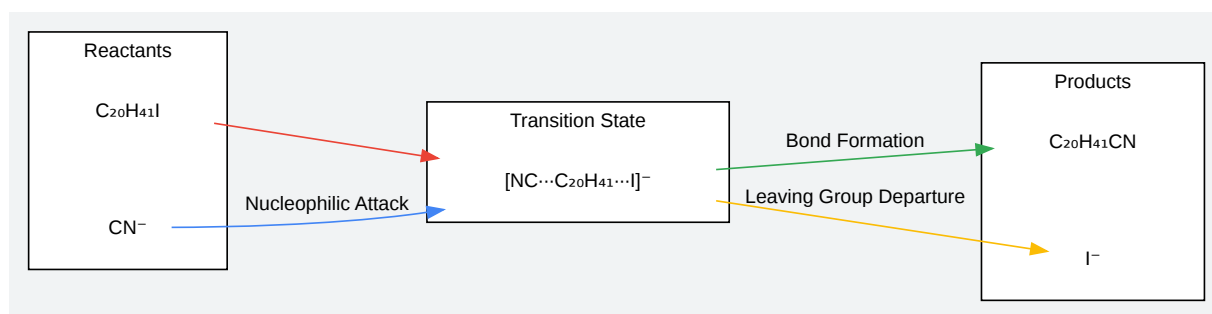 Reactants
C₂₀H₄₁I
CN⁻
Nucleophilic Attack
Transition State
[NC···C₂₀H₄₁···I]⁻
Bond Formation
Leaving Group Departure
Products
C₂₀H₄₁CN
I⁻